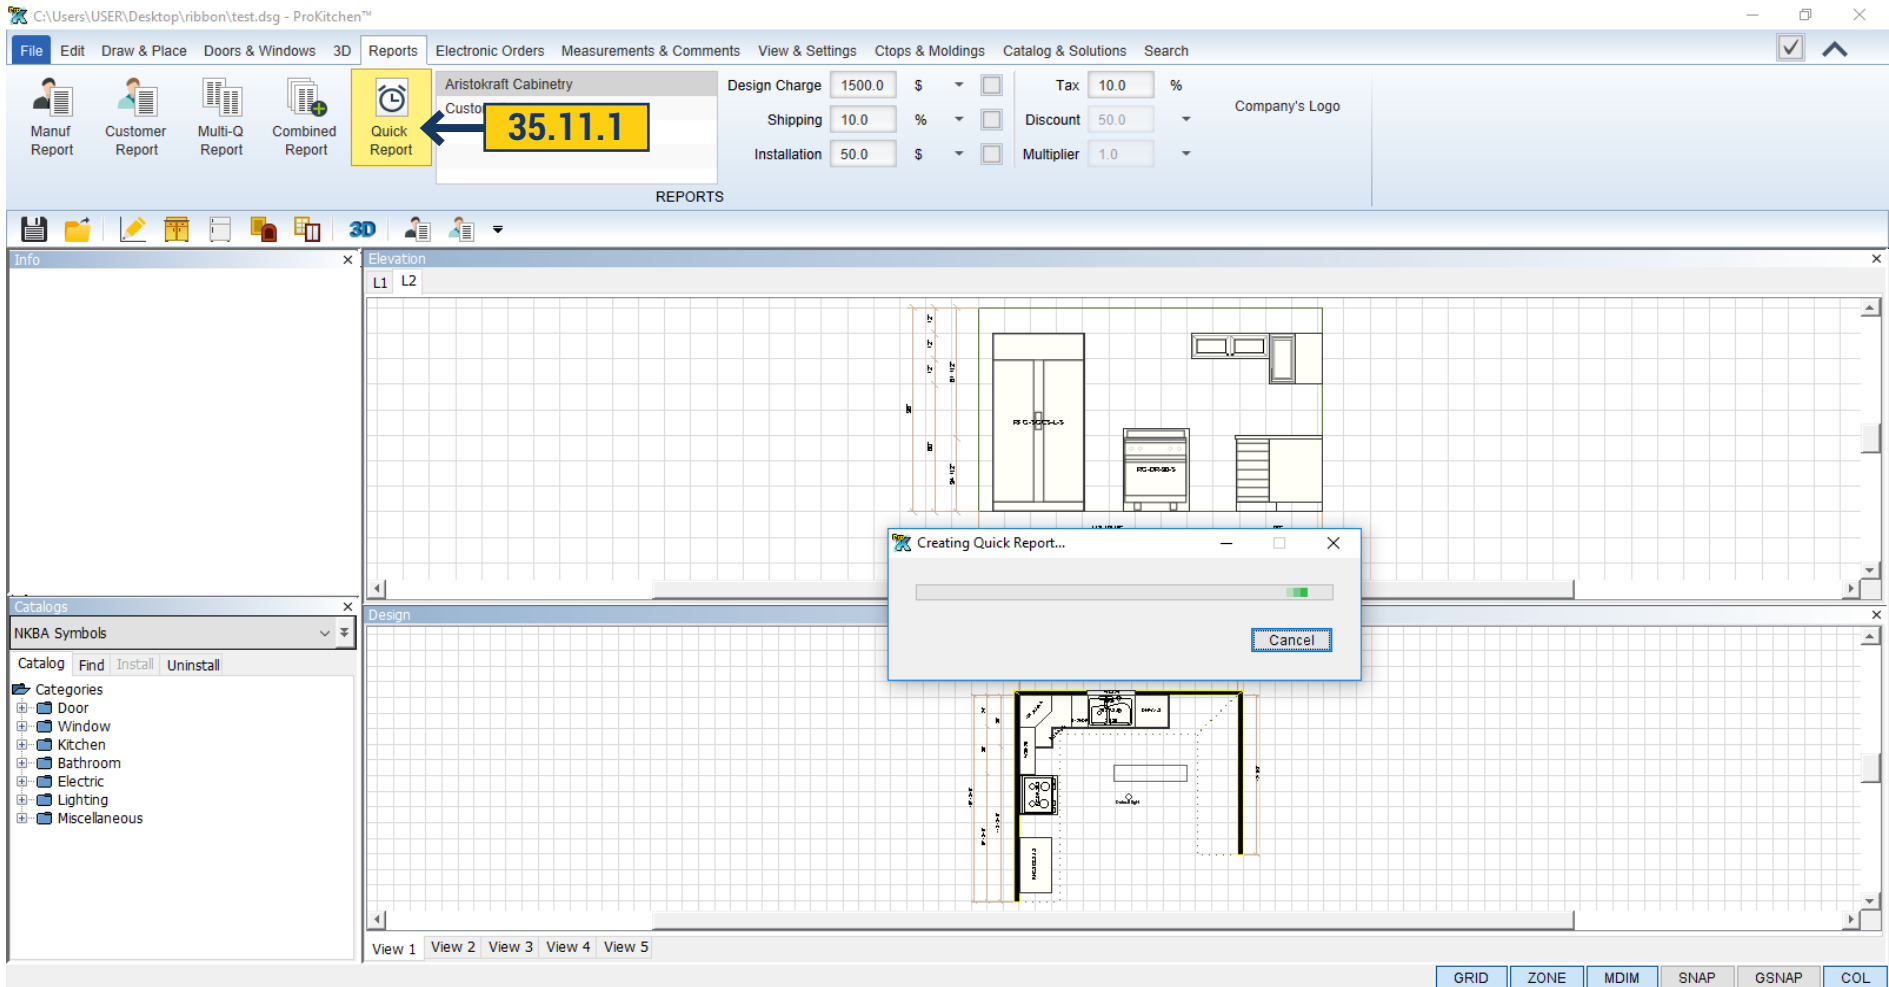 C:\Users\USER\Desktop\ribbon\test.dsg - ProKitchen™
File Edit Draw & Place Doors & Windows 3D Reports Electronic Orders Measurements & Comments View & Settings Ctops & Moldings Catalog & Solutions Search
Manuf Report
Customer Report
Multi-Q Report
Combined Report
Quick Report
Aristokraft Cabinetry
35.11.1
Design Charge 1500.0 $
Shipping 10.0 %
Installation 50.0 $
Tax 10.0 %
Discount 50.0
Multiplier 1.0
Company's Logo
REPORTS
3D
Info
Elevation
L1 L2
Creating Quick Report...
Cancel
Catalogs
NKBA Symbols
Catalog Find Install Uninstall
Categories
Door
Window
Kitchen
Bathroom
Electric
Lighting
Miscellaneous
Design
View 1 View 2 View 3 View 4 View 5
GRID ZONE MDIM SNAP GSNAP COL